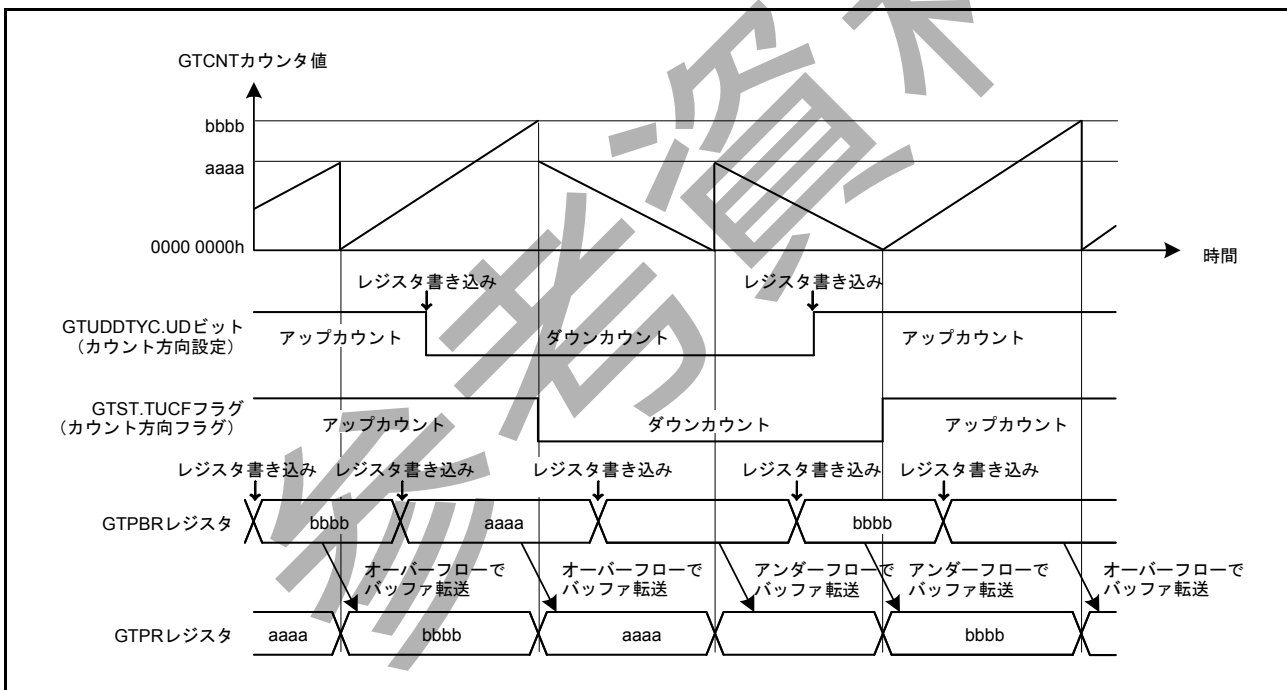 GTCNTカウンタ値
bbbb
aaaa
0000 0000h
時間
レジスタ書き込み
レジスタ書き込み
GTUDDTYC.UDビット
(カウント方向設定)
アップカウント
ダウンカウント
アップカウント
GTST.TUCFフラグ
(カウント方向フラグ)
アップカウント
ダウンカウント
アップカウント
レジスタ書き込み
レジスタ書き込み
レジスタ書き込み
レジスタ書き込み
レジスタ書き込み
GTPBRレジスタ
bbbb
aaaa
bbbb
オーバーフローで
バッファ転送
オーバーフローで
バッファ転送
アンダーフローで
バッファ転送
アンダーフローで
バッファ転送
オーバーフローで
バッファ転送
GTPRレジスタ
aaaa
bbbb
aaaa
bbbb
参考資料